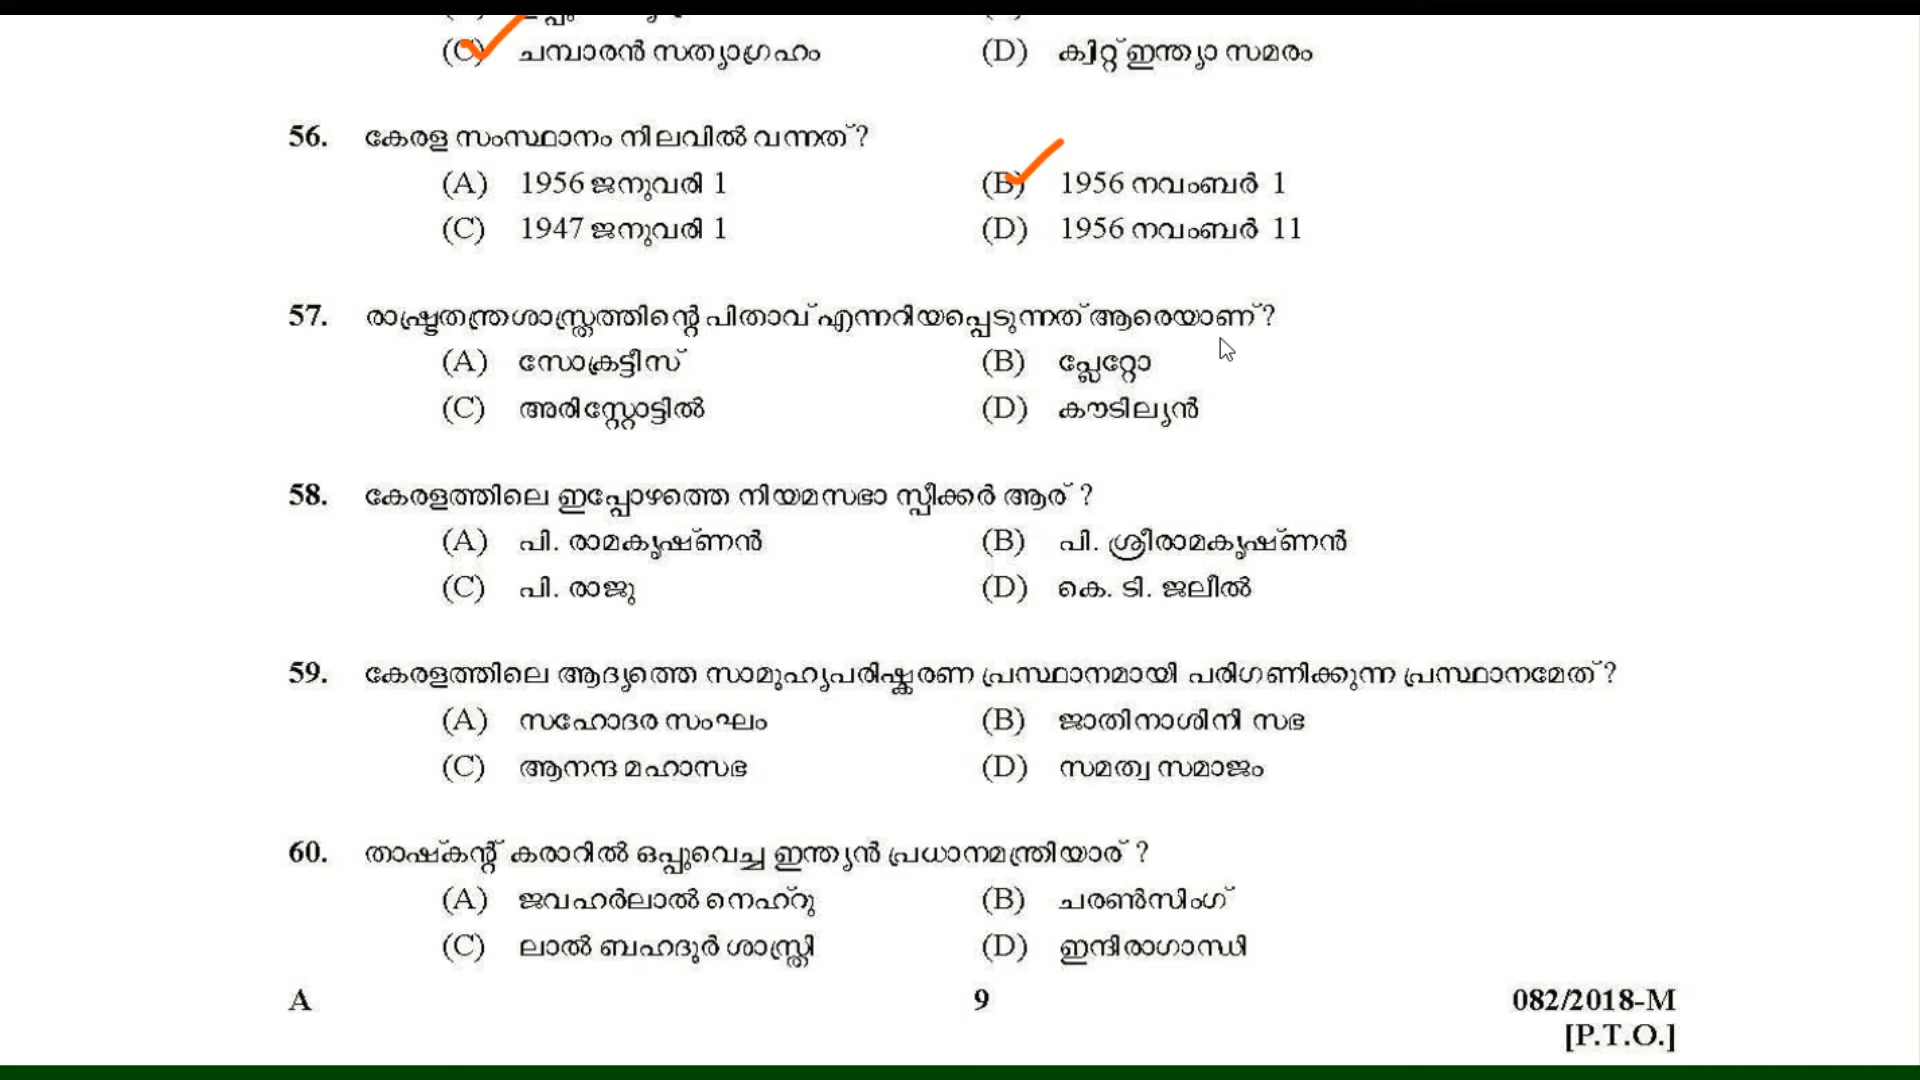 (C) ചമ്പാരൻ സത്യാഗ്രഹം (D) ക്വിറ്റ് ഇന്ത്യാ സമരം
56. കേരള സംസ്ഥാനം നിലവിൽ വന്നത് ?
(A) 1956 ജനുവരി 1 (B) 1956 നവംബർ 1
(C) 1947 ജനുവരി 1 (D) 1956 നവംബർ 11
57. രാഷ്ട്രതന്ത്രശാസ്ത്രത്തിന്റെ പിതാവ് എന്നറിയപ്പെടുന്നത് ആരെയാണ് ?
(A) സോക്രട്ടീസ് (B) പ്ലേറ്റോ
(C) അരിസ്റ്റോട്ടിൽ (D) കൗടില്യൻ
58. കേരളത്തിലെ ഇപ്പോഴത്തെ നിയമസഭാ സ്പീക്കർ ആര് ?
(A) പി. രാമകൃഷ്ണൻ (B) പി. ശ്രീരാമകൃഷ്ണൻ
(C) പി. രാജു (D) കെ. ടി. ജലീൽ
59. കേരളത്തിലെ ആദ്യത്തെ സാമുഹ്യപരിഷ്കരണ പ്രസ്ഥാനമായി പരിഗണിക്കുന്ന പ്രസ്ഥാനമേത് ?
(A) സഹോദര സംഘം (B) ജാതിനാശിനി സഭ
(C) ആനന്ദ മഹാസഭ (D) സമത്വ സമാജം
60. താഷ്കന്റ് കരാറിൽ ഒപ്പുവെച്ച ഇന്ത്യൻ പ്രധാനമന്ത്രിയാര് ?
(A) ജവഹർലാൽ നെഹ്റു (B) ചരൺസിംഗ്
(C) ലാൽ ബഹദൂർ ശാസ്ത്രി (D) ഇന്ദിരാഗാന്ധി
A 9 082/2018-M
[P.T.O.]